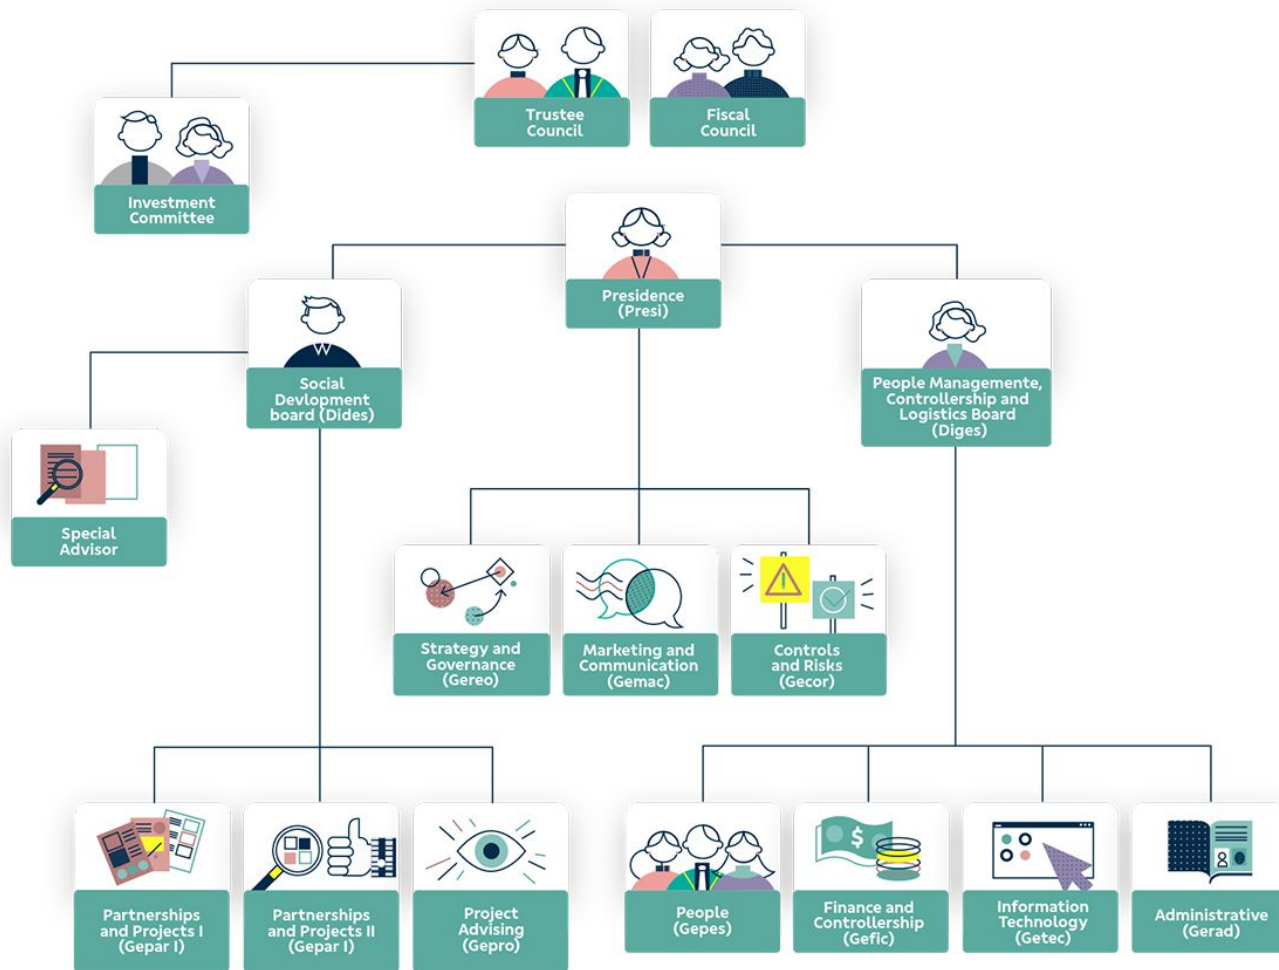 Trustee
Council
Fiscal
Council
Investment
Committee
Presidence
(Presi)
Social
Devlopment
board (Dides)
People Managemente,
Controllership and
Logistics Board
(Diges)
Special
Advisor
Strategy and
Governance
(Gereo)
Marketing and
Communication
(Gemac)
Controls
and Risks
(Gecor)
Partnerships
and Projects I
(Gepar I)
Partnerships
and Projects II
(Gepar I)
Project
Advising
(Gepro)
People
(Gepes)
$
Finance and
Controllership
(Gefic)
Information
Technology
(Getec)
Administrative
(Gerad)